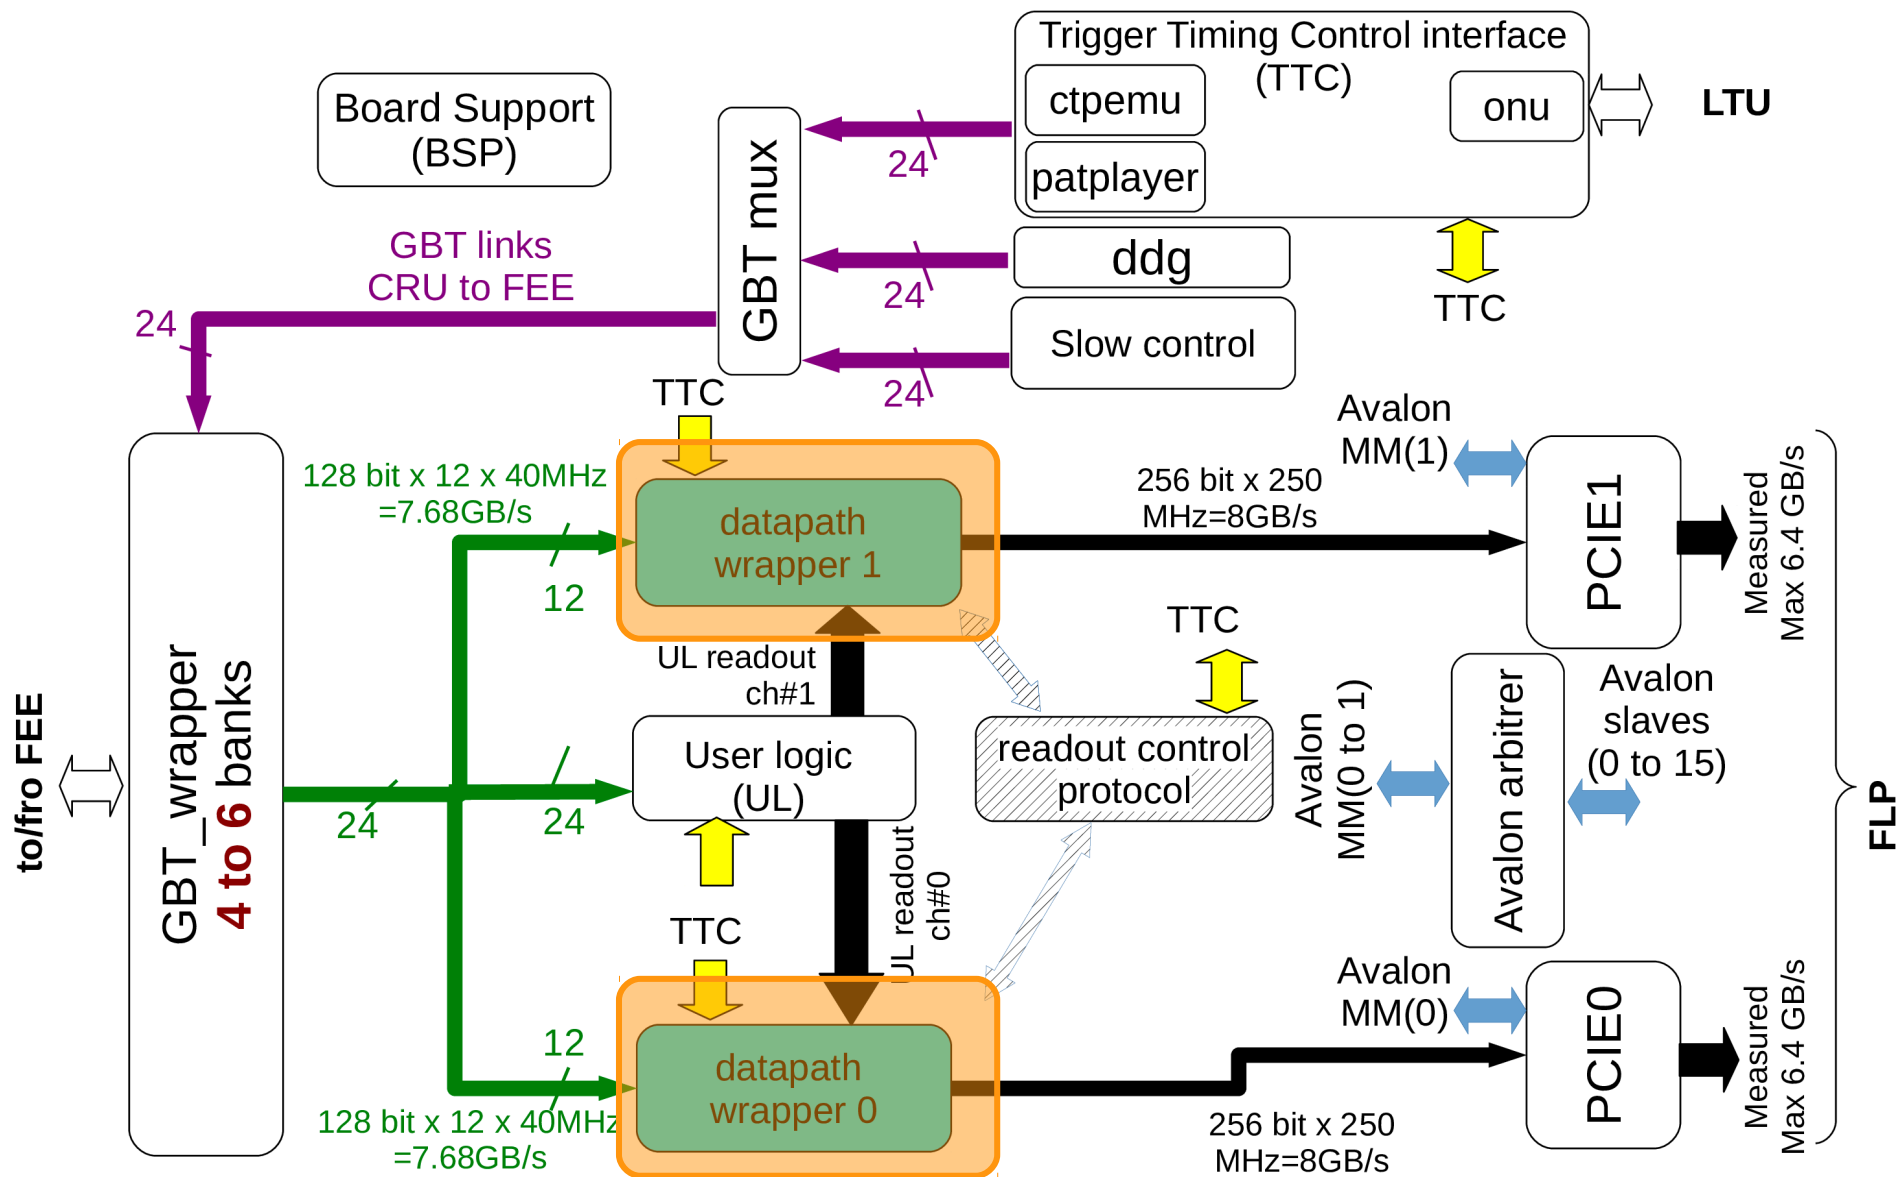 Trigger Timing Control interface
(TTC)
ctpemu
onu
patplayer
LTU
Board Support
(BSP)
GBT mux
24
24
24
ddg
Slow control
TTC
GBT links
CRU to FEE
24
TTC
128 bit x 12 x 40MHz
=7.68GB/s
12
datapath
wrapper 1
256 bit x 250
MHz=8GB/s
Avalon
MM(1)
PCIE1
Measured
Max 6.4 GB/s
to/fro FEE
GBT_wrapper
4 to 6 banks
24
24
UL readout
ch#1
User logic
(UL)
UL readout
ch#0
TTC
readout control
protocol
Avalon
MM(0 to 1)
Avalon arbitrer
Avalon
slaves
(0 to 15)
FLP
TTC
12
128 bit x 12 x 40MHz
=7.68GB/s
datapath
wrapper 0
256 bit x 250
MHz=8GB/s
Avalon
MM(0)
PCIE0
Measured
Max 6.4 GB/s